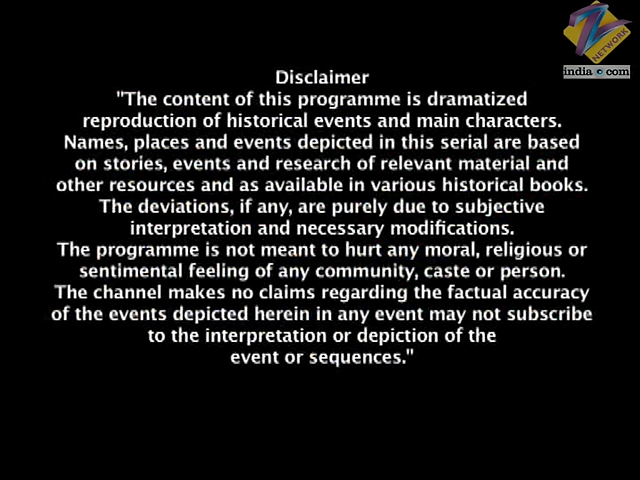 Z
NETWORK
india.com
Disclaimer
"The content of this programme is dramatized
reproduction of historical events and main characters.
Names, places and events depicted in this serial are based
on stories, events and research of relevant material and
other resources and as available in various historical books.
The deviations, if any, are purely due to subjective
interpretation and necessary modifications.
The programme is not meant to hurt any moral, religious or
sentimental feeling of any community, caste or person.
The channel makes no claims regarding the factual accuracy
of the events depicted herein in any event may not subscribe
to the interpretation or depiction of the
event or sequences."